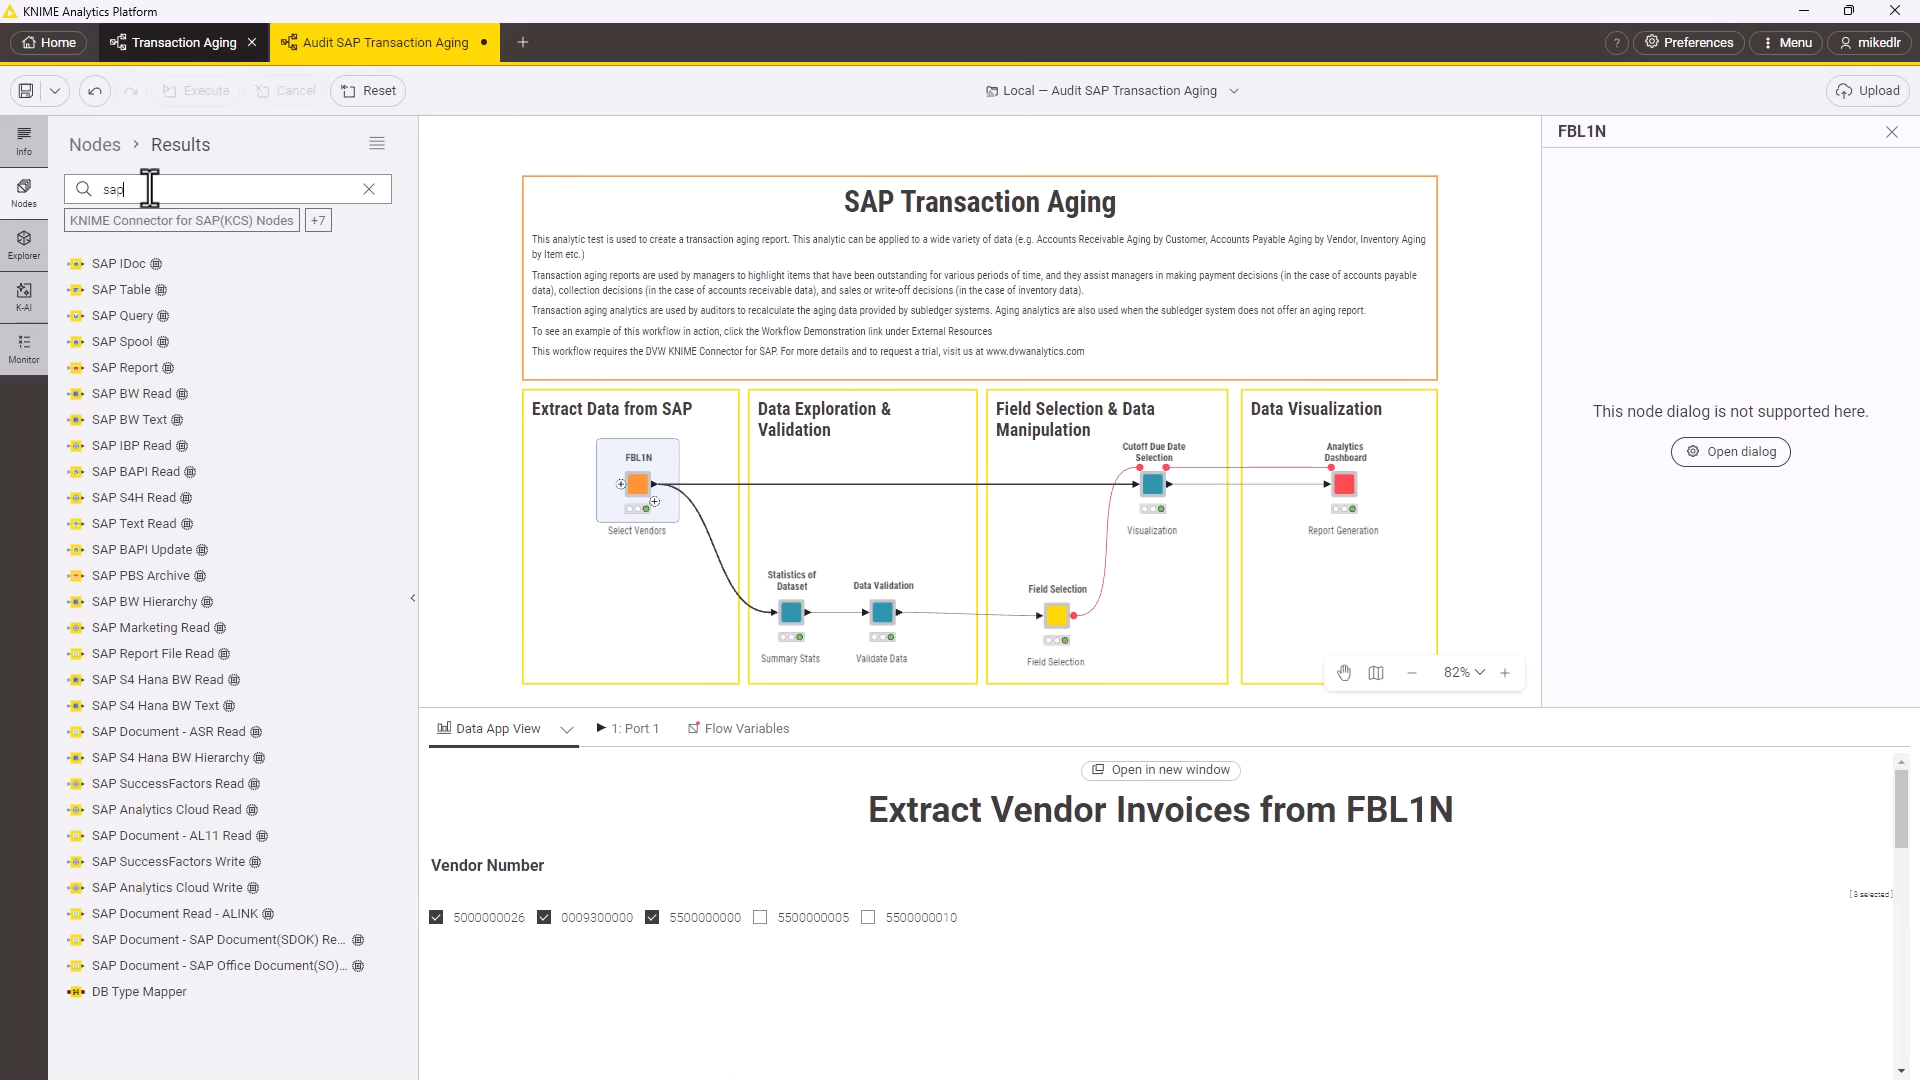 KNIME Analytics Platform
Home
Transaction Aging
Audit SAP Transaction Aging
?
Preferences
Menu
mikedlr
Execute
Cancel
Reset
Local — Audit SAP Transaction Aging
Upload
Info
Nodes
Explorer
K-AI
Monitor
Nodes > Results
sap
KNIME Connector for SAP(KCS) Nodes
+7
SAP IDoc
SAP Table
SAP Query
SAP Spool
SAP Report
SAP BW Read
SAP BW Text
SAP IBP Read
SAP BAPI Read
SAP S4H Read
SAP Text Read
SAP BAPI Update
SAP PBS Archive
SAP BW Hierarchy
SAP Marketing Read
SAP Report File Read
SAP S4 Hana BW Read
SAP S4 Hana BW Text
SAP Document - ASR Read
SAP S4 Hana BW Hierarchy
SAP SuccessFactors Read
SAP Analytics Cloud Read
SAP Document - AL11 Read
SAP SuccessFactors Write
SAP Analytics Cloud Write
SAP Document Read - ALINK
SAP Document - SAP Document(SDOK) Re...
SAP Document - SAP Office Document(SO)...
DB Type Mapper
SAP Transaction Aging
This analytic test is used to create a transaction aging report. This analytic can be applied to a wide variety of data (e.g. Accounts Receivable Aging by Customer, Accounts Payable Aging by Vendor, Inventory Aging
by Item etc.)
Transaction aging reports are used by managers to highlight items that have been outstanding for various periods of time, and they assist managers in making payment decisions (in the case of accounts payable
data), collection decisions (in the case of accounts receivable data), and sales or write-off decisions (in the case of inventory data).
Transaction aging analytics are used by auditors to recalculate the aging data provided by subledger systems. Aging analytics are also used when the subledger system does not offer an aging report.
To see an example of this workflow in action, click the Workflow Demonstration link under External Resources
This workflow requires the DVW KNIME Connector for SAP. For more details and to request a trial, visit us at www.dvwanalytics.com
Extract Data from SAP
FBL1N
Select Vendors
Data Exploration &
Validation
Statistics of
Dataset
Summary Stats
Data Validation
Validate Data
Field Selection & Data
Manipulation
Cutoff Due Date
Selection
Visualization
Field Selection
Field Selection
Data Visualization
Analytics
Dashboard
Report Generation
82%
FBL1N
This node dialog is not supported here.
Open dialog
Data App View
1: Port 1
Flow Variables
Open in new window
Extract Vendor Invoices from FBL1N
Vendor Number
[ 3 selected ]
5000000026
0009300000
5500000000
5500000005
5500000010